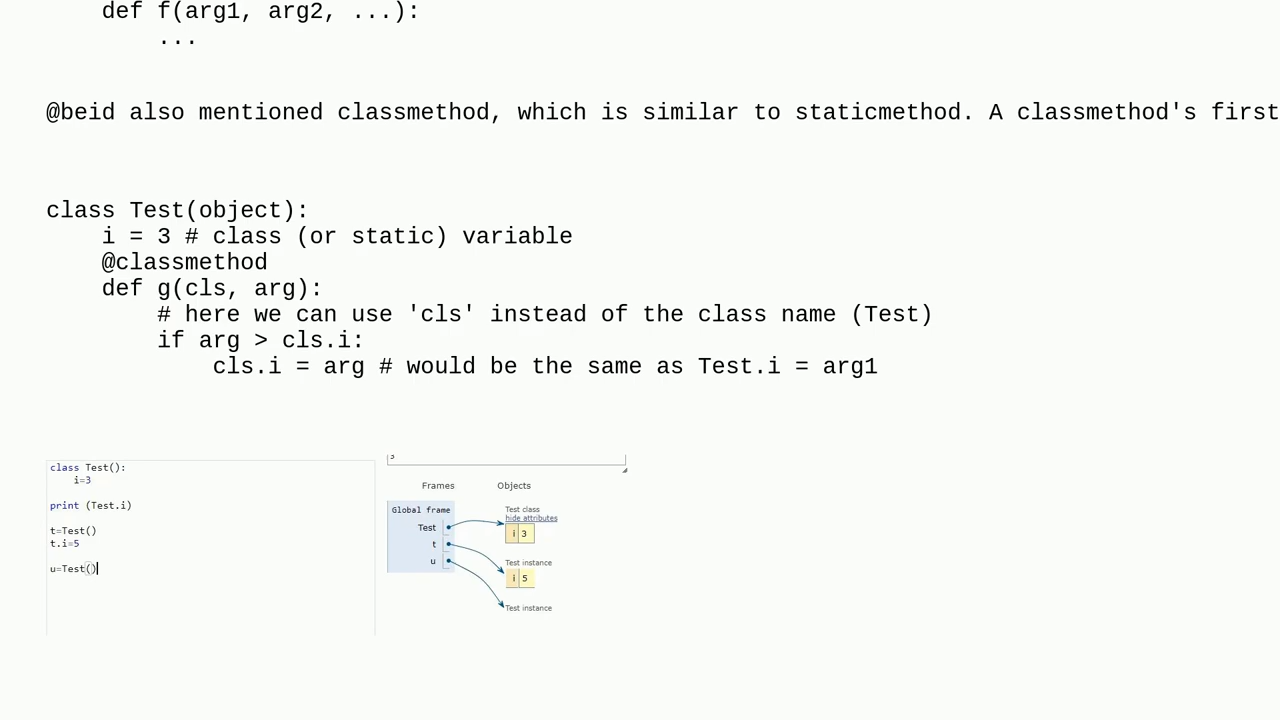 def f(arg1, arg2, ...):
...
@beid also mentioned classmethod, which is similar to staticmethod. A classmethod's first
class Test(object):
i = 3 # class (or static) variable
@classmethod
def g(cls, arg):
# here we can use 'cls' instead of the class name (Test)
if arg > cls.i:
cls.i = arg # would be the same as Test.i = arg1
class Test():
i=3
print (Test.i)
t=Test()
t.i=5
u=Test()
3
Frames Objects
Global frame
Test
t
u
Test class
hide attributes
i 3
Test instance
i 5
Test instance